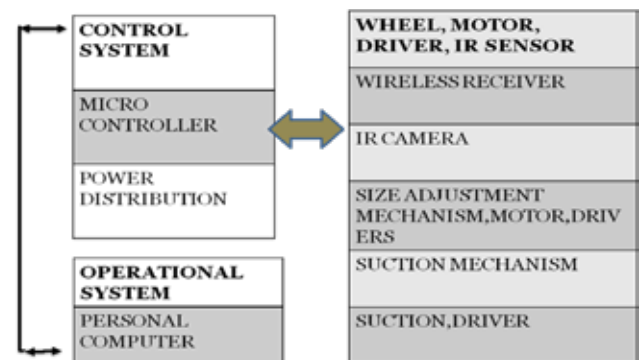 CONTROL
SYSTEM
MICRO
CONTROLLER
POWER
DISTRIBUTION
OPERATIONAL
SYSTEM
PERSONAL
COMPUTER
WHEEL, MOTOR,
DRIVER, IR SENSOR
WIRELESS RECEIVER
IR CAMERA
SIZE ADJUSTMENT
MECHANISM,MOTOR,DRIV
ERS
SUCTION MECHANISM
SUCTION,DRIVER